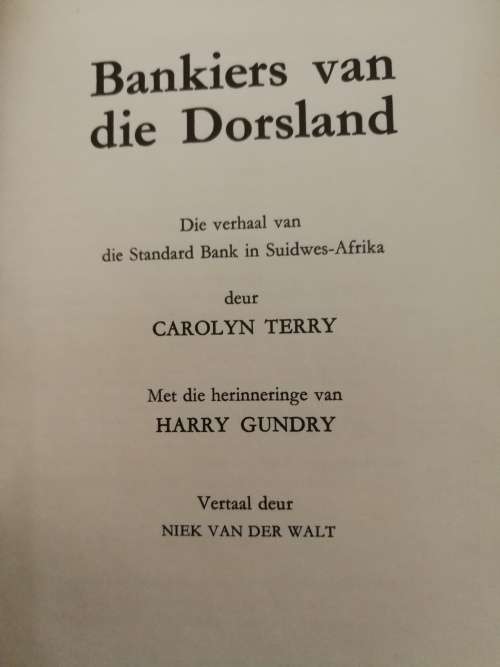 Bankiers van
die Dorsland
Die verhaal van
die Standard Bank in Suidwes-Afrika
deur
CAROLYN TERRY
Met die herinneringe van
HARRY GUNDRY
Vertaal deur
NIEK VAN DER WALT